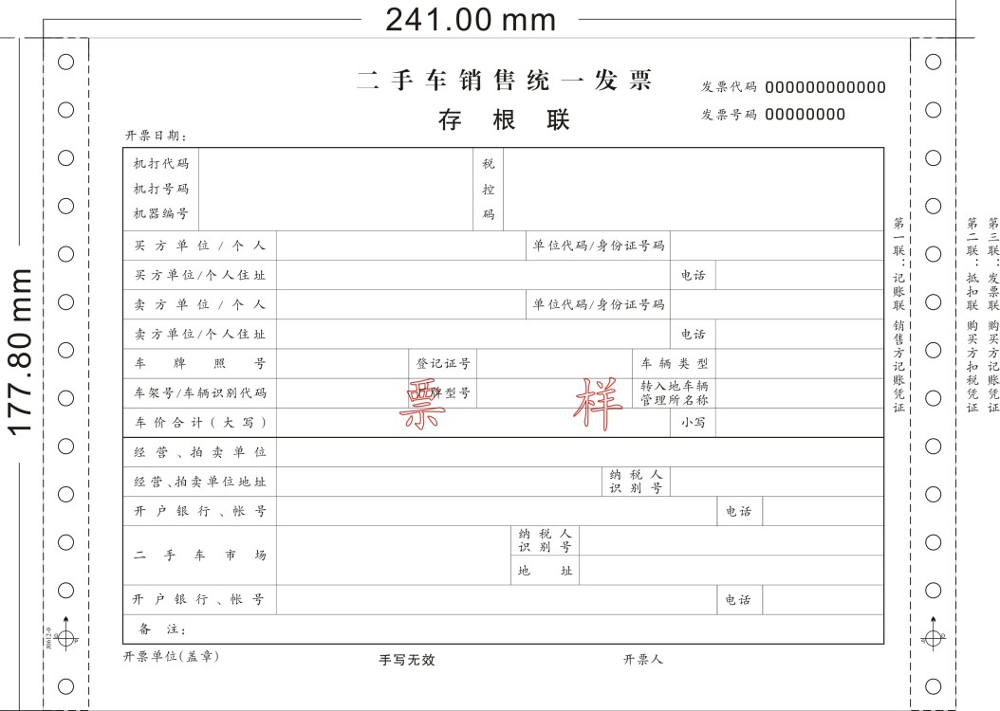 241.00 mm
177.80 mm
二手车销售统一发票
存根联
发票代码 000000000000
发票号码 00000000
开票日期：
机打代码
机打号码
机器编号
税控码
买方单位/个人
单位代码/身份证号码
买方单位/个人住址
电话
卖方单位/个人
单位代码/身份证号码
卖方单位/个人住址
电话
车牌照号
登记证号
车辆类型
车架号/车辆识别代码
牌型号
转入地车辆
管理所名称
票样
车价合计(大写)
小写
经营、拍卖单位
经营、拍卖单位地址
纳税人
识别号
开户银行、帐号
电话
二手车市场
纳税人
识别号
地址
开户银行、帐号
电话
备注：
开票单位(盖章)
手写无效
开票人
第一联：记账联 销售方记账凭证
第二联：抵扣联 购买方扣税凭证
第三联：发票联 购买方记账凭证
J0612-0